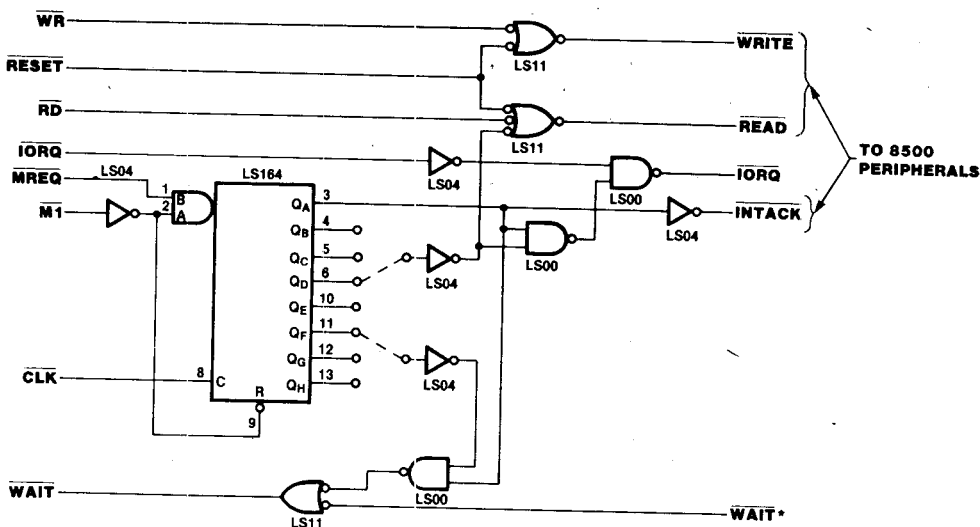 WR
WRITE
LS11
RESET
RD
READ
LS11
TO 8500
PERIPHERALS
IORQ
LS04
IORQ
LS00
MREQ
LS04
LS164
M1
1
B
2
A
QA
3
INTACK
LS04
QB
4
LS00
QC
5
QD
6
LS04
QE
10
QF
11
QG
12
LS04
QH
13
CLK
8
C
R
9
WAIT
LS00
LS11
WAIT*